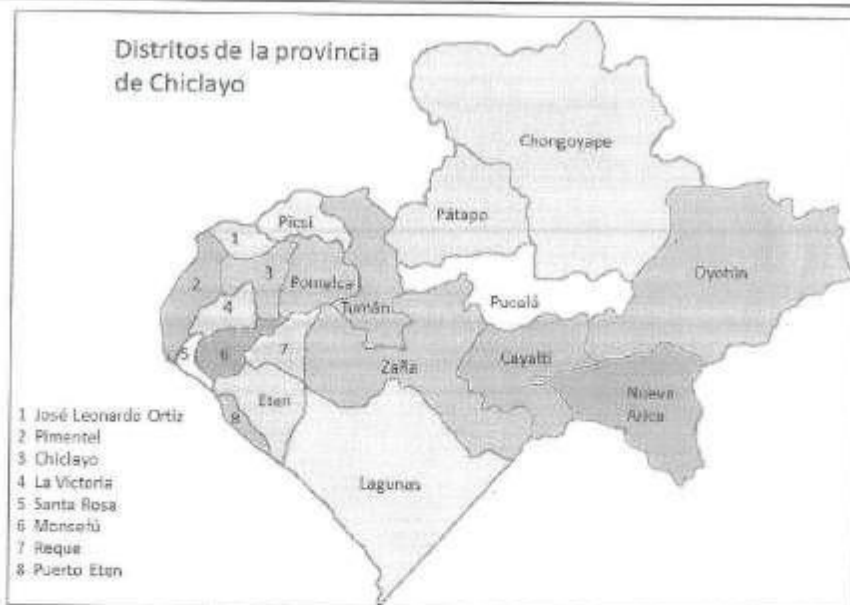 Distritos de la provincia
de Chiclayo
Chongoyape
Pátapo
Picsi
1
2
3
Pomalca
Oyotún
Pucalá
4
Tumán
5
6
7
Zaña
Cayaltí
Nueva
Arica
Eten
8
Lagunas
1 José Leonardo Ortiz
2 Pimentel
3 Chiclayo
4 La Victoria
5 Santa Rosa
6 Monsefú
7 Reque
8 Puerto Eten